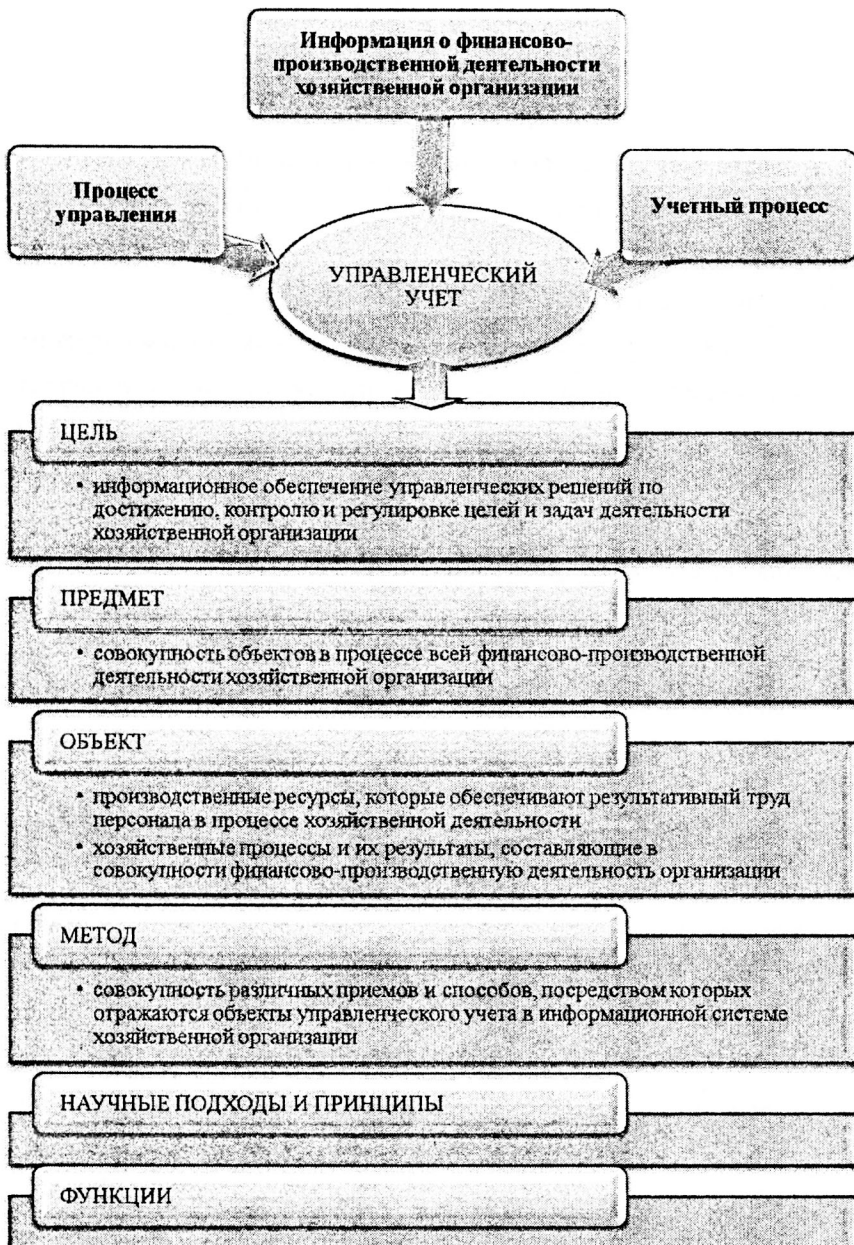 Информация о финансово-
производственной деятельности
хозяйственной организации
Процесс
управления
Учетный процесс
УПРАВЛЕНЧЕСКИЙ
УЧЕТ
ЦЕЛЬ
• информационное обеспечение управленческих решений по
достижению, контролю и регулировке целей и задач деятельности
хозяйственной организации
ПРЕДМЕТ
• совокупность объектов в процессе всей финансово-производственной
деятельности хозяйственной организации
ОБЪЕКТ
• производственные ресурсы, которые обеспечивают результативный труд
персонала в процессе хозяйственной деятельности
• хозяйственные процессы и их результаты, составляющие в
совокупности финансово-производственную деятельность организации
МЕТОД
• совокупность различных приемов и способов, посредством которых
отражаются объекты управленческого учета в информационной системе
хозяйственной организации
НАУЧНЫЕ ПОДХОДЫ И ПРИНЦИПЫ
ФУНКЦИИ